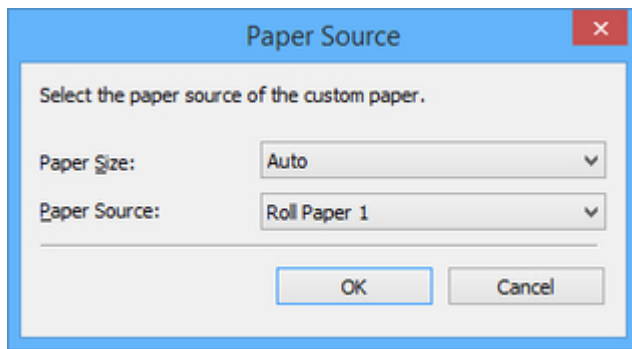 Paper Source
Select the paper source of the custom paper.
Paper Size: Auto
Paper Source: Roll Paper 1
OK Cancel